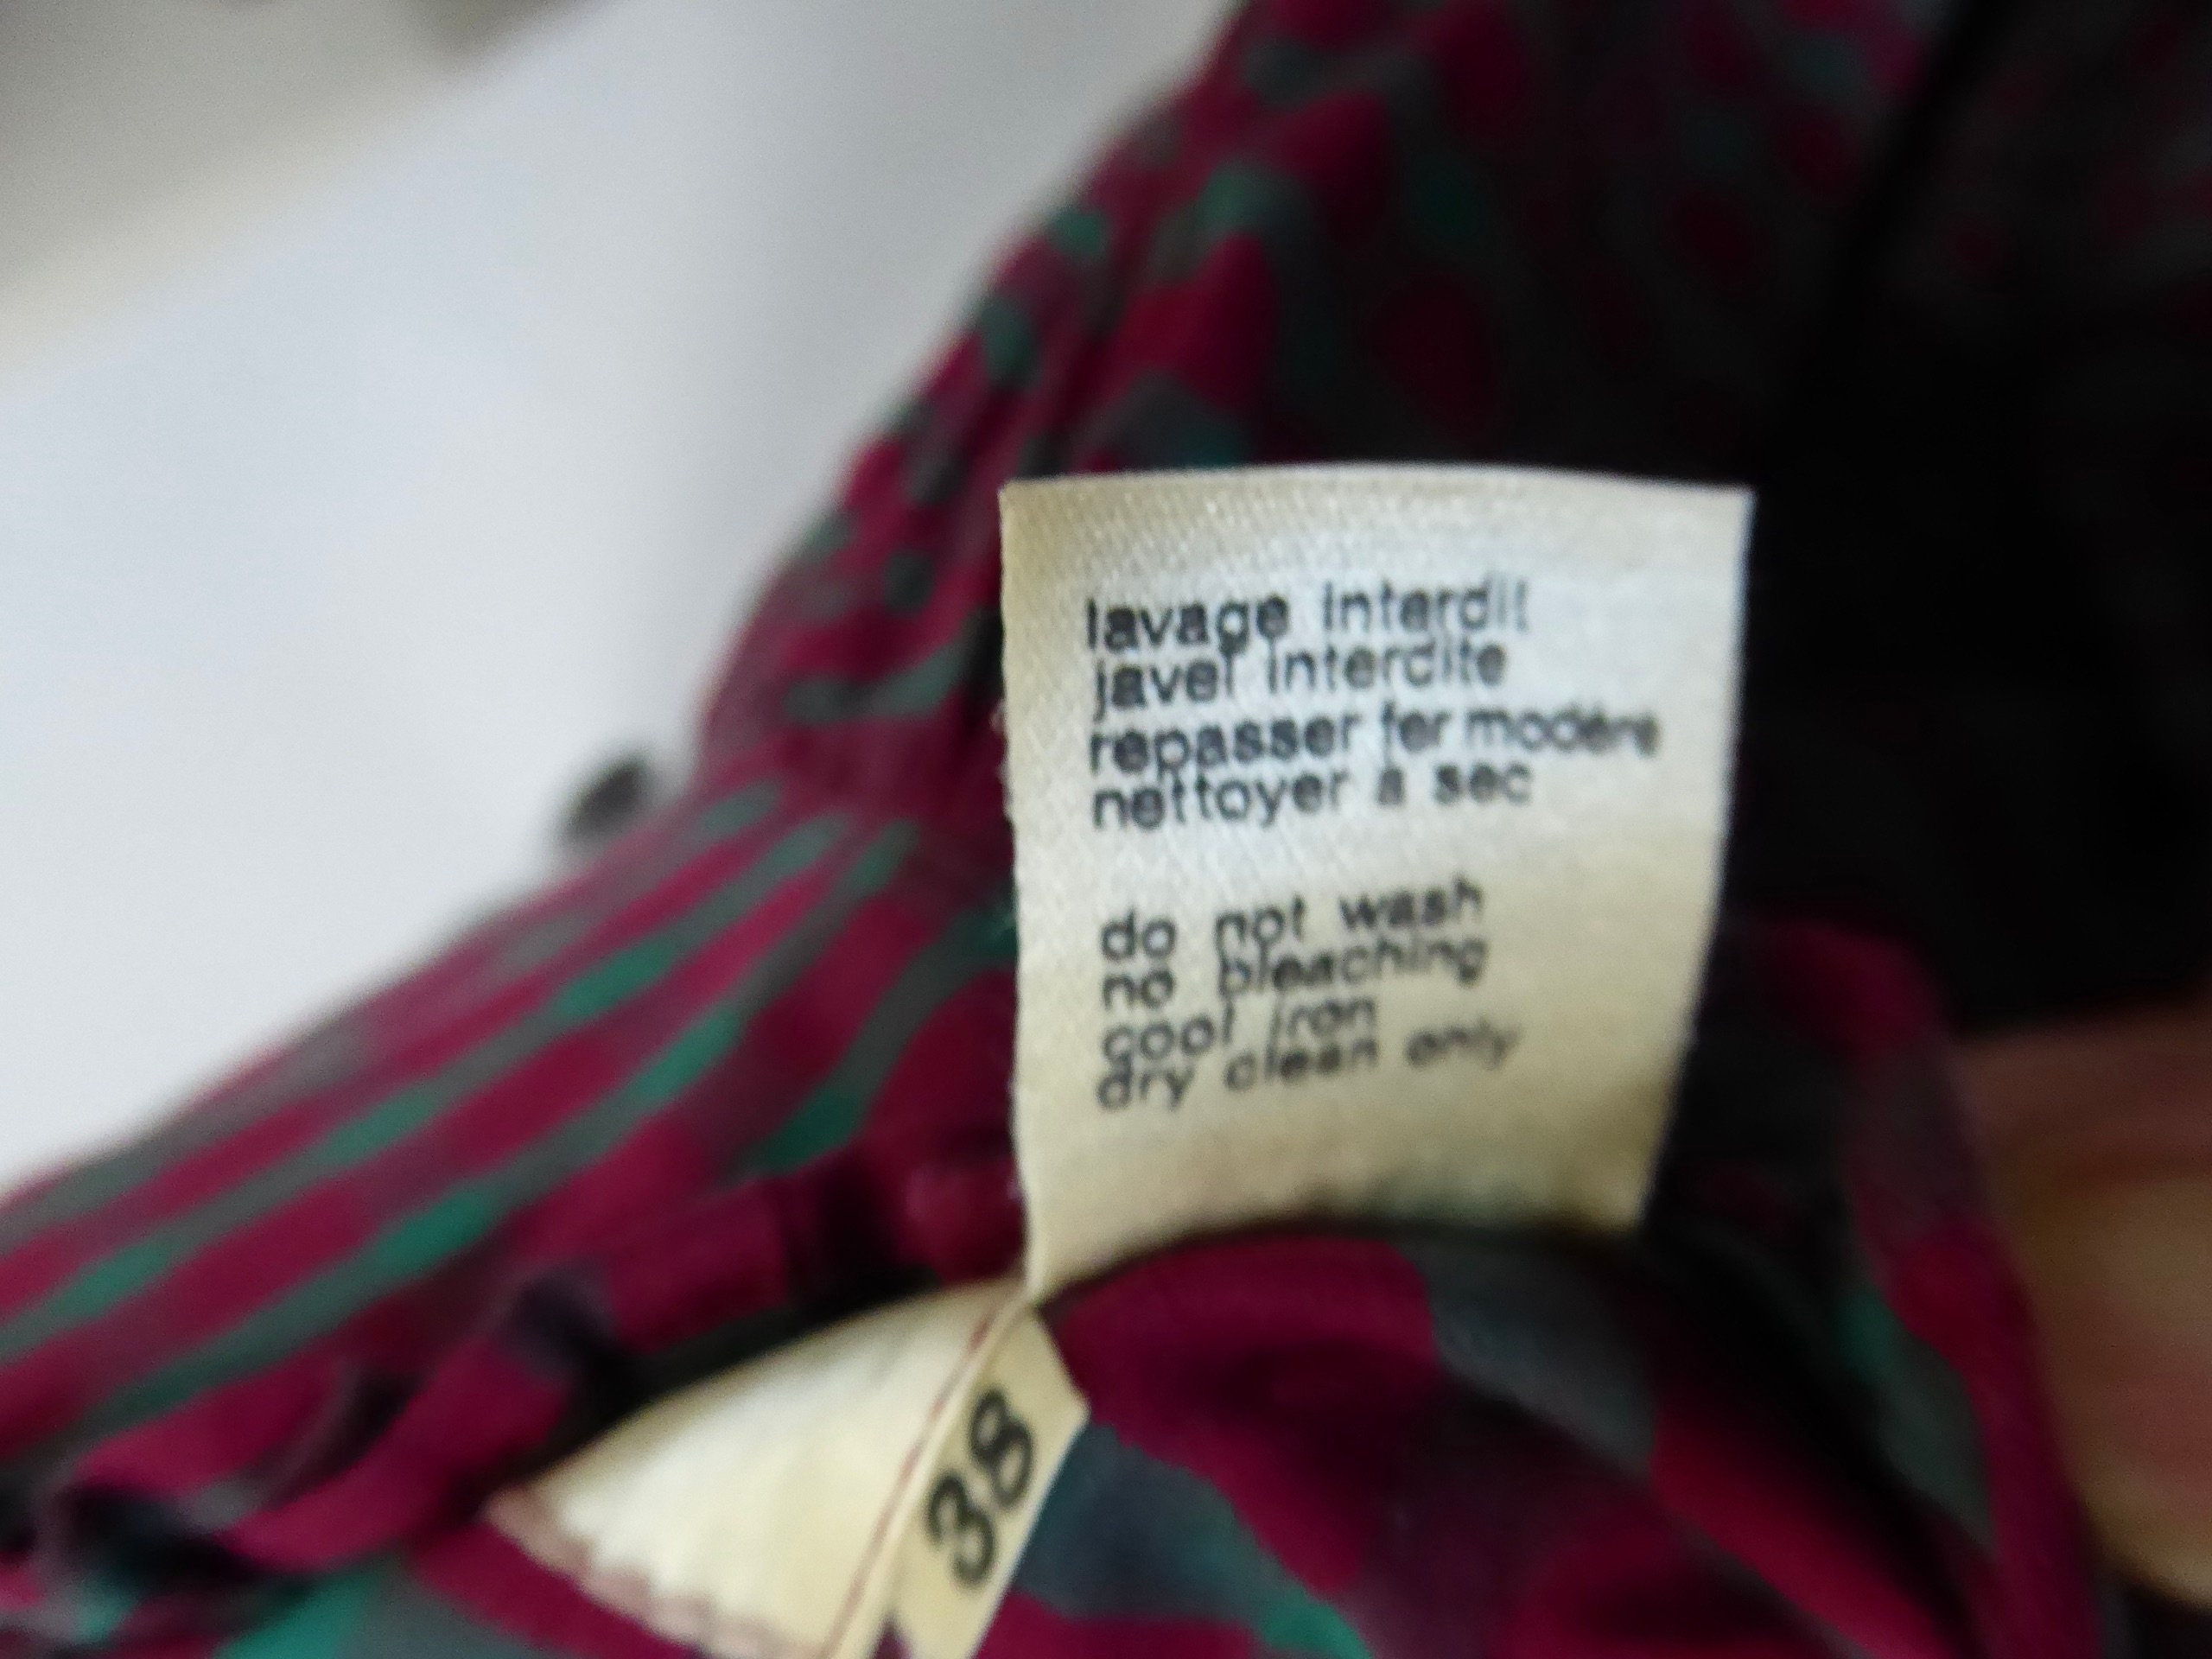 lavage interdit
javel interdite
repasser fer modéré
nettoyer à sec
do not wash
no bleaching
cool iron
dry clean only
38